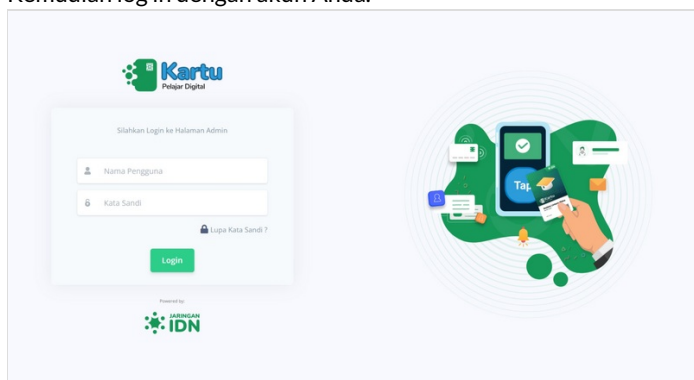 Kemudian log in dengan akun Anda.
Kartu
Pelajar Digital
Silahkan Login ke Halaman Admin
Nama Pengguna
Kata Sandi
Lupa Kata Sandi ?
Login
Powered by:
JARINGAN
IDN
Tap